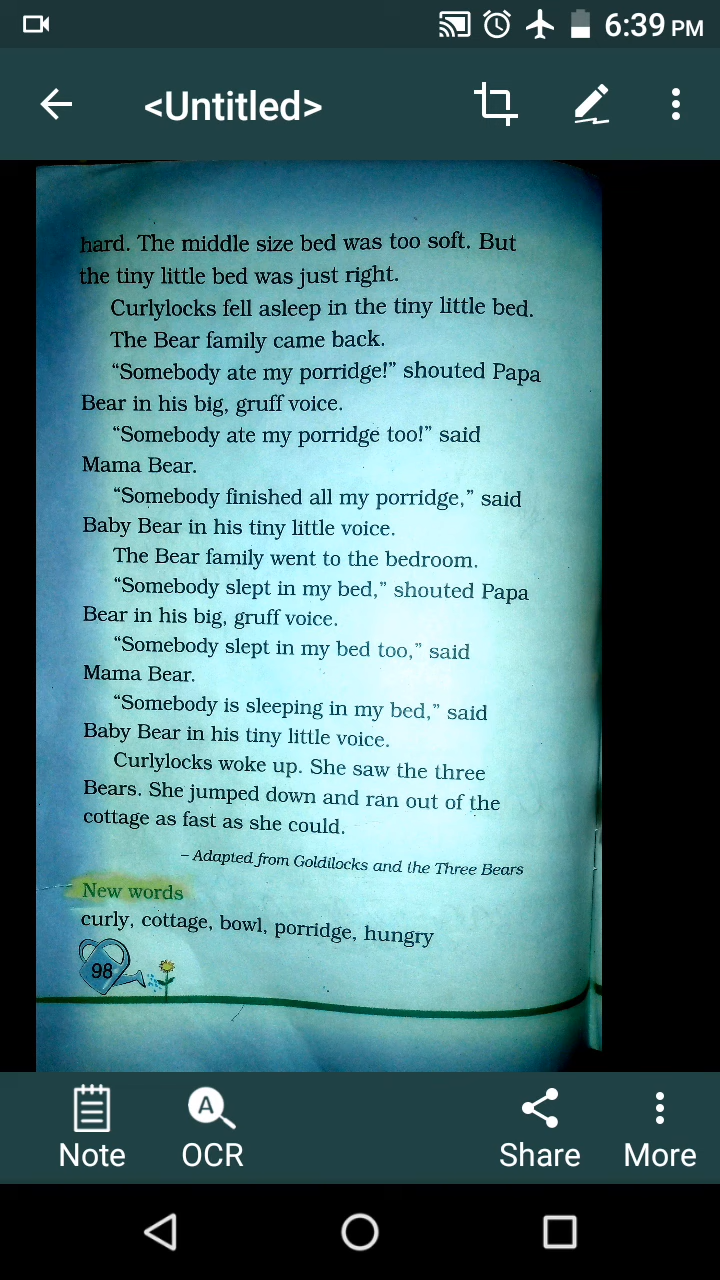 6:39 PM
<Untitled>
hard. The middle size bed was too soft. But
the tiny little bed was just right.
Curlylocks fell asleep in the tiny little bed.
The Bear family came back.
“Somebody ate my porridge!” shouted Papa
Bear in his big, gruff voice.
“Somebody ate my porridge too!” said
Mama Bear.
“Somebody finished all my porridge,” said
Baby Bear in his tiny little voice.
The Bear family went to the bedroom.
“Somebody slept in my bed,” shouted Papa
Bear in his big, gruff voice.
“Somebody slept in my bed too,” said
Mama Bear.
“Somebody is sleeping in my bed,” said
Baby Bear in his tiny little voice.
Curlylocks woke up. She saw the three
Bears. She jumped down and ran out of the
cottage as fast as she could.
– Adapted from Goldilocks and the Three Bears
New words
curly, cottage, bowl, porridge, hungry
98
A
Note OCR Share More